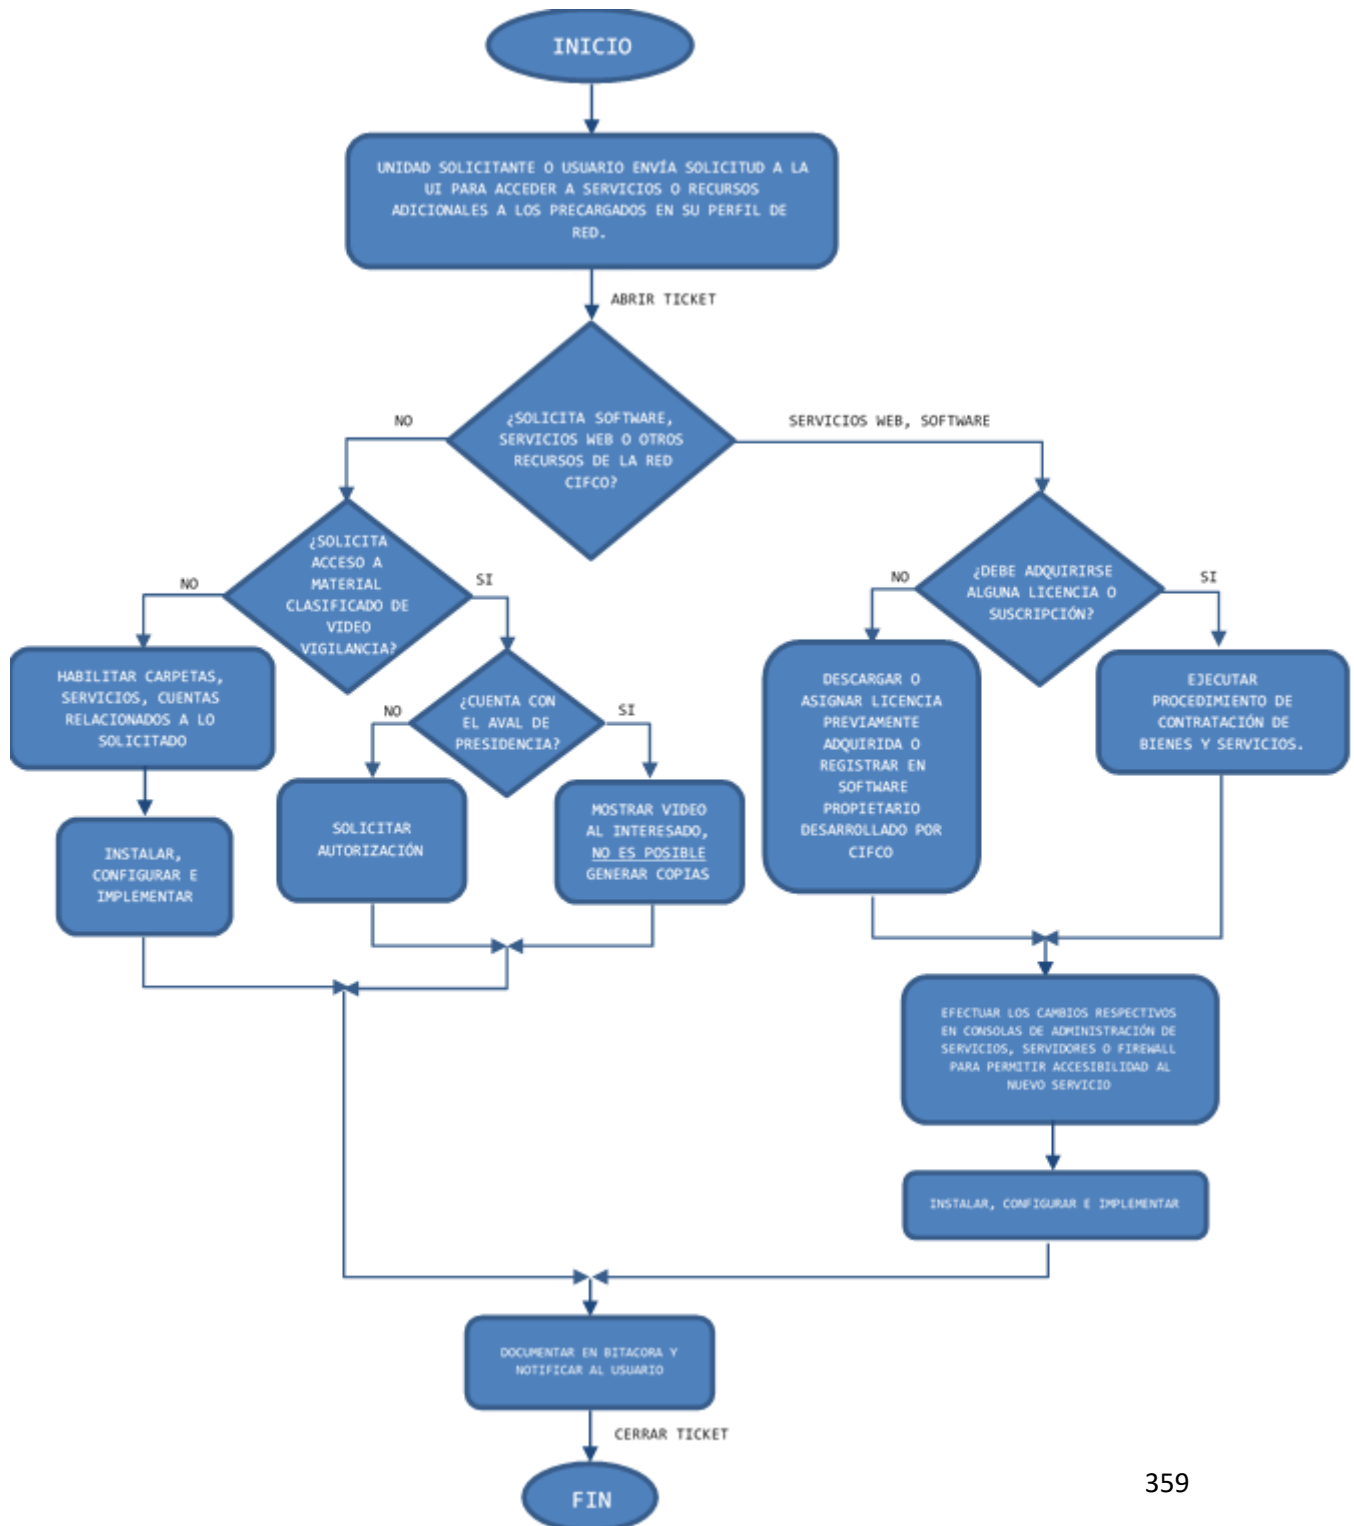 INICIO
UNIDAD SOLICITANTE O USUARIO ENVÍA SOLICITUD A LA
UI PARA ACCEDER A SERVICIOS O RECURSOS
ADICIONALES A LOS PRECARGADOS EN SU PERFIL DE
RED.
ABRIR TICKET
¿SOLICITA SOFTWARE,
SERVICIOS WEB O OTROS
RECURSOS DE LA RED
CIFCO?
NO
SERVICIOS WEB, SOFTWARE
¿SOLICITA
ACCESO A
MATERIAL
CLASIFICADO DE
VIDEO
VIGILANCIA?
NO
SI
¿DEBE ADQUIRIRSE
ALGUNA LICENCIA O
SUSCRIPCIÓN?
NO
SI
HABILITAR CARPETAS,
SERVICIOS, CUENTAS
RELACIONADOS A LO
SOLICITADO
¿CUENTA CON
EL AVAL DE
PRESIDENCIA?
NO
SI
DESCARGAR O
ASIGNAR LICENCIA
PREVIAMENTE
ADQUIRIDA O
REGISTRAR EN
SOFTWARE
PROPIETARIO
DESARROLLADO POR
CIFCO
EJECUTAR
PROCEDIMIENTO DE
CONTRATACIÓN DE
BIENES Y SERVICIOS.
INSTALAR,
CONFIGURAR E
IMPLEMENTAR
SOLICITAR
AUTORIZACIÓN
MOSTRAR VIDEO
AL INTERESADO,
NO ES POSIBLE
GENERAR COPIAS
EFECTUAR LOS CAMBIOS RESPECTIVOS
EN CONSOLAS DE ADMINISTRACIÓN DE
SERVICIOS, SERVIDORES O FIREWALL
PARA PERMITIR ACCESIBILIDAD AL
NUEVO SERVICIO
INSTALAR, CONFIGURAR E IMPLEMENTAR
DOCUMENTAR EN BITACORA Y
NOTIFICAR AL USUARIO
CERRAR TICKET
FIN
359